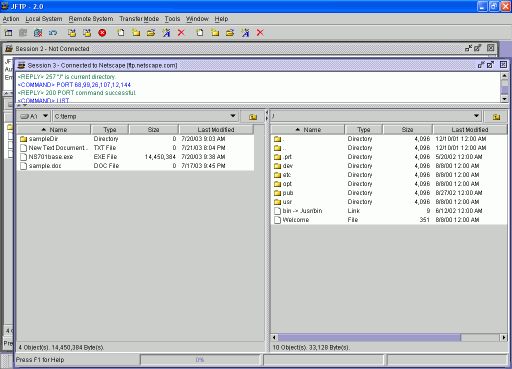 JFTP - 2.0
Action Local System Remote System Transfer Mode Tools Window Help
Session 2 - Not Connected
Session 3 - Connected to Netscape [ftp.netscape.com]
<REPLY> 257 "/" is current directory.
<COMMAND> PORT 68,99,26,107,12,144
<REPLY> 200 PORT command successful.
<COMMAND> LIST
A:\ C:\temp /
Name Type Size Last Modified
sampleDir Directory 0 7/20/03 9:03 AM
New Text Document... TXT File 0 7/21/03 8:04 PM
NS701base.exe EXE File 14,450,384 7/20/03 9:38 AM
sample.doc DOC File 0 7/17/03 9:45 PM
4 Object(s). 14,450,384 Byte(s).
Name Type Size Last Modified
. Directory 4,096 12/10/01 12:00 AM
.. Directory 4,096 12/10/01 12:00 AM
.prt Directory 4,096 5/20/02 12:00 AM
dev Directory 4,096 8/8/00 12:00 AM
etc Directory 4,096 8/8/00 12:00 AM
opt Directory 4,096 8/8/00 12:00 AM
pub Directory 4,096 8/27/02 12:00 AM
usr Directory 4,096 8/8/00 12:00 AM
bin -> ./usr/bin Link 9 6/12/02 12:00 AM
Welcome File 351 8/8/00 12:00 AM
10 Object(s). 33,128 Byte(s).
Press F1 for Help 0%